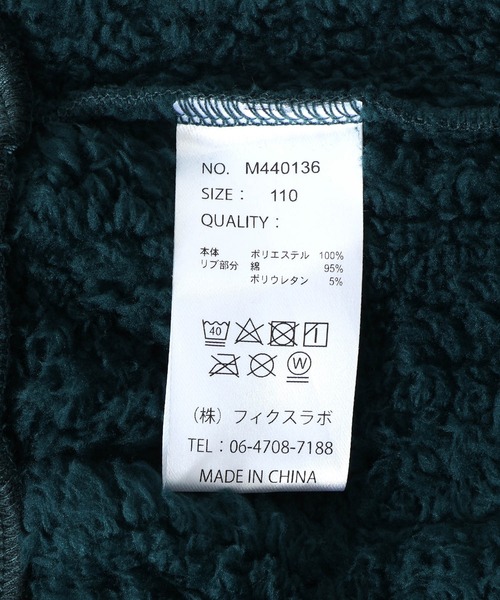 NO. M440136
SIZE： 110
QUALITY：
本体 ポリエステル 100%
リブ部分 綿 95%
ポリウレタン 5%
40
W
（株）フィクスラボ
TEL：06-4708-7188
MADE IN CHINA